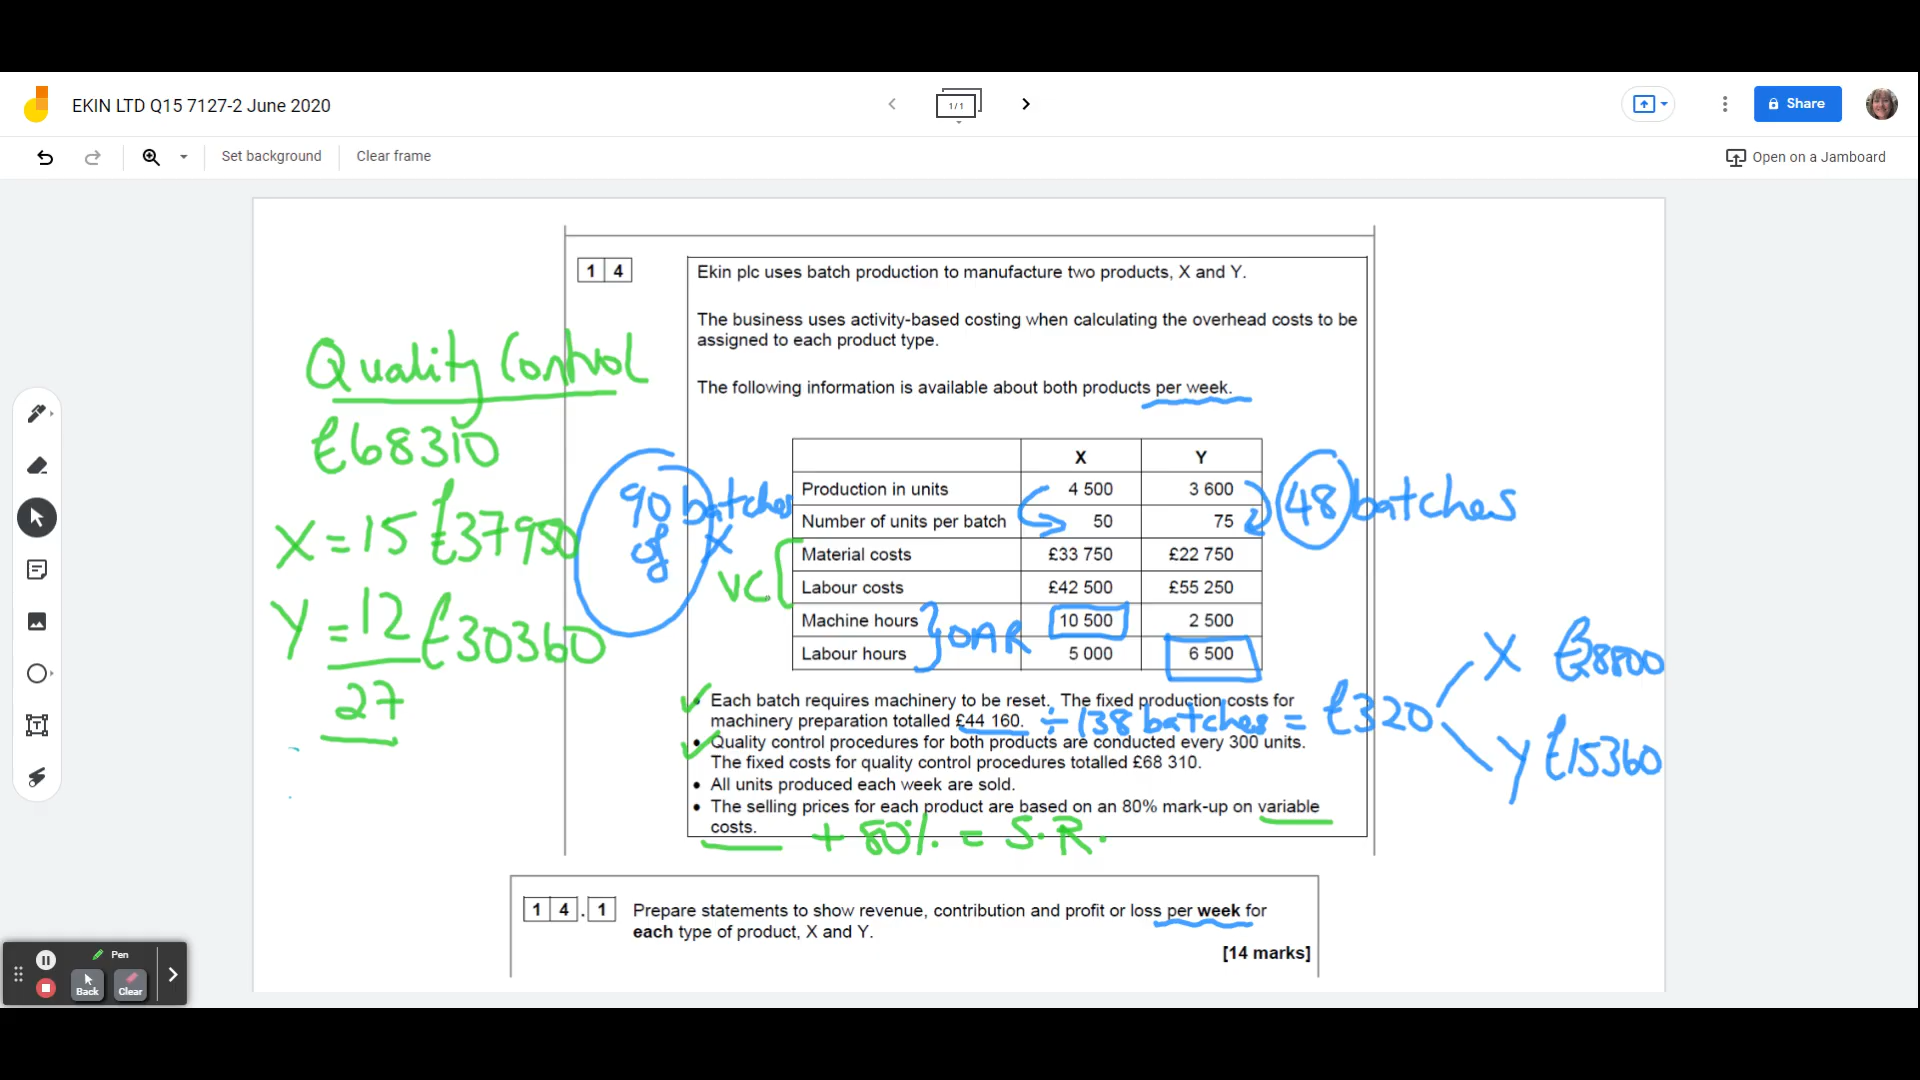 EKIN LTD Q15 7127-2 June 2020
1/1
Share
Set background
Clear frame
Open on a Jamboard
1 4
Ekin plc uses batch production to manufacture two products, X and Y.
The business uses activity-based costing when calculating the overhead costs to be
assigned to each product type.
The following information is available about both products per week.
X Y
Production in units 4 500 3 600
Number of units per batch 50 75
Material costs £33 750 £22 750
Labour costs £42 500 £55 250
Machine hours 10 500 2 500
Labour hours 5 000 6 500
• Each batch requires machinery to be reset. The fixed production costs for
machinery preparation totalled £44 160.
• Quality control procedures for both products are conducted every 300 units.
The fixed costs for quality control procedures totalled £68 310.
• All units produced each week are sold.
• The selling prices for each product are based on an 80% mark-up on variable
costs.
+ 80% = S.R.
Quality Control
£68310
X = 15 £37950
Y = 12 £30360
27
90 batches
of X
VC
OAR
48 batches
÷ 138 batches = £320
X £28800
Y £15360
1 4 . 1
Prepare statements to show revenue, contribution and profit or loss per week for
each type of product, X and Y.
[14 marks]
Pen
Back
Clear